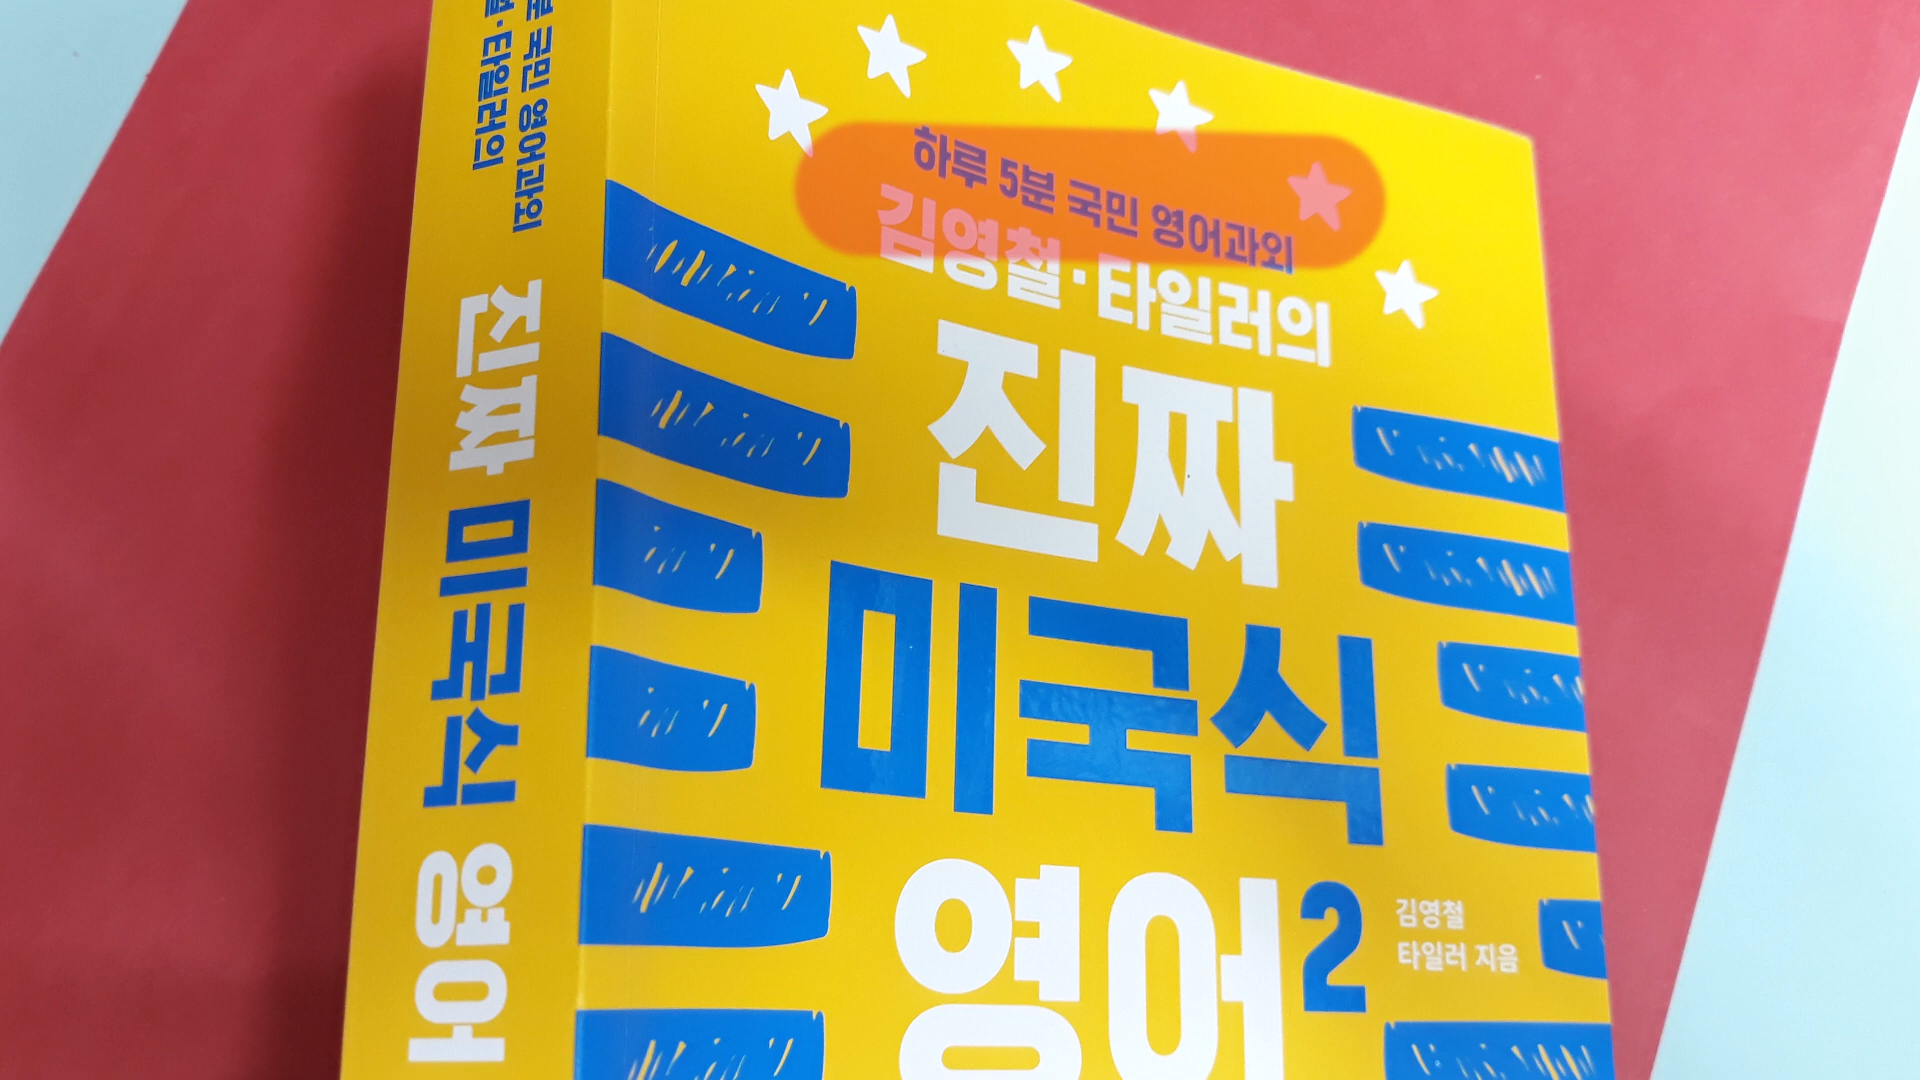 분 국민 영어과외
철·타일러의
진짜 미국식 영어
하루 5분 국민 영어과외
김영철·타일러의
진짜
미국식
영어2
김영철
타일러 지음